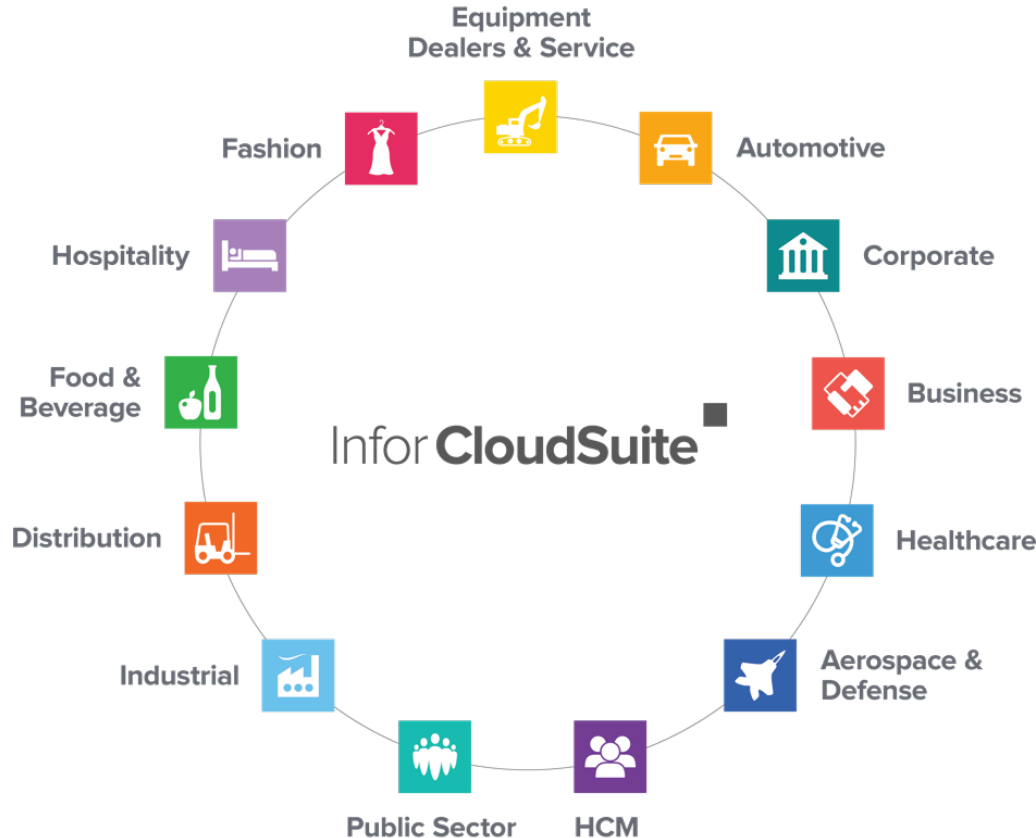 Equipment
Dealers & Service
Fashion
Automotive
Hospitality
Corporate
Food &
Beverage
Business
Infor CloudSuite
Distribution
Healthcare
Industrial
Aerospace &
Defense
Public Sector
HCM